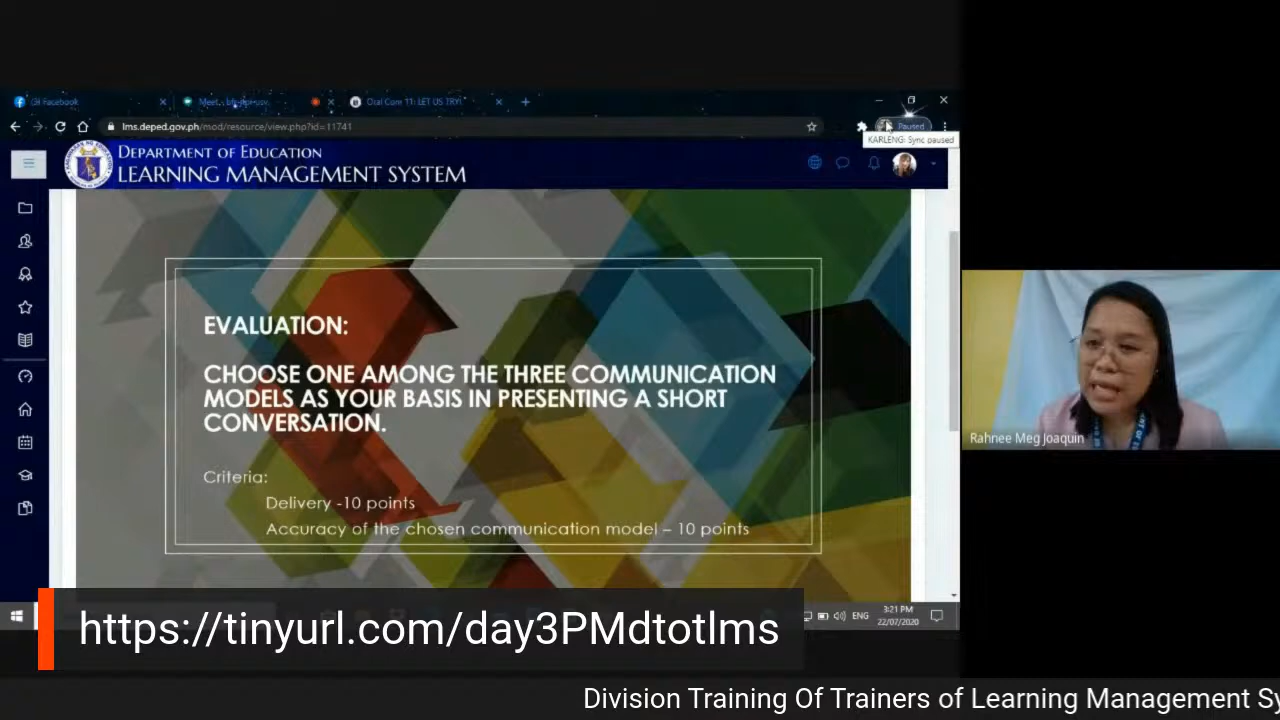 Facebook
Oral Com 11: LET US TRY!
lms.deped.gov.ph/mod/resource/view.php?id=11741
Paused
KARLENG: Sync paused
DEPARTMENT OF EDUCATION
LEARNING MANAGEMENT SYSTEM
EVALUATION:
CHOOSE ONE AMONG THE THREE COMMUNICATION
MODELS AS YOUR BASIS IN PRESENTING A SHORT
CONVERSATION.
Criteria:
Delivery -10 points
Accuracy of the chosen communication model – 10 points
Rahnee Meg Joaquin
ENG
3:21 PM
22/07/2020
https://tinyurl.com/day3PMdtotlms
Division Training Of Trainers of Learning Management Sy